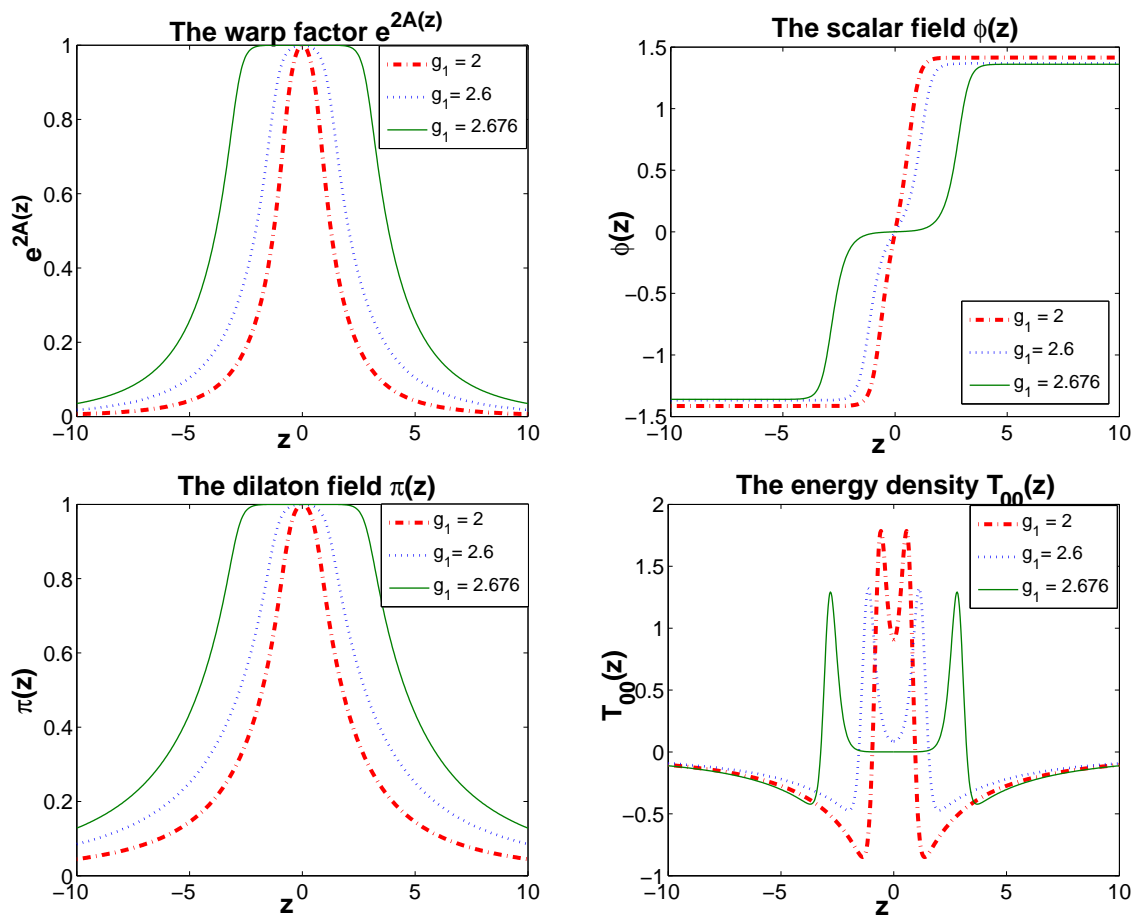 The warp factor e^{2A(z)}
1
0.8
0.6
0.4
0.2
0
e^{2A(z)}
−10
−5
0
5
10
z
g_1 = 2
g_1= 2.6
g_1 = 2.676
The scalar field ϕ(z)
1.5
1
0.5
0
−0.5
−1
−1.5
ϕ(z)
−10
−5
0
5
10
z
g_1 = 2
g_1= 2.6
g_1 = 2.676
The dilaton field π(z)
1
0.8
0.6
0.4
0.2
0
π(z)
−10
−5
0
5
10
z
g_1 = 2
g_1= 2.6
g_1 = 2.676
The energy density T_{00}(z)
2
1.5
1
0.5
0
−0.5
−1
T_{00}(z)
−10
−5
0
5
10
z
g_1 = 2
g_1= 2.6
g_1 = 2.676